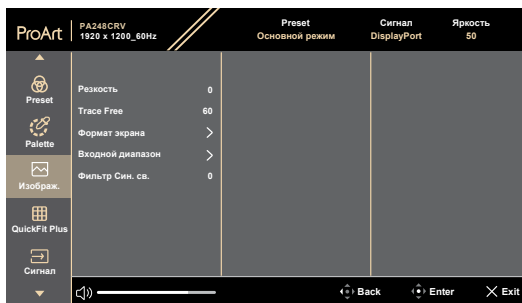 ProArt
PA248CRV
1920 x 1200_60Hz
Preset
Основной режим
Сигнал
DisplayPort
Яркость
50
Preset
Palette
Изображ.
QuickFit Plus
Сигнал
Резкость 0
Trace Free 60
Формат экрана
Входной диапазон
Фильтр Син. св. 0
Back
Enter
Exit